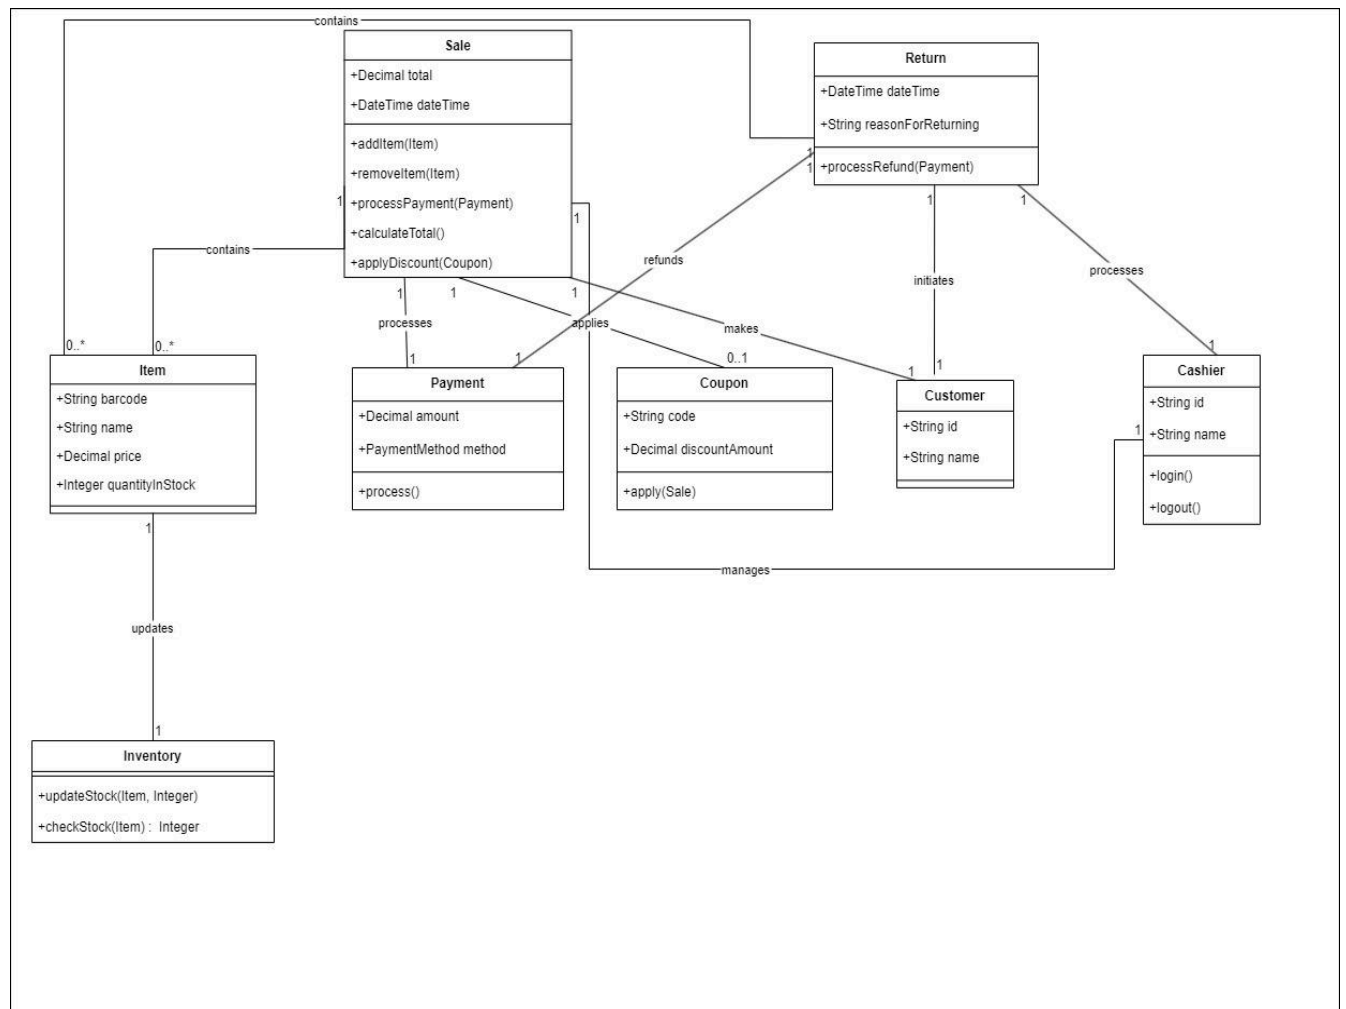 contains
Sale
+Decimal total
+DateTime dateTime
+addItem(Item)
+removeItem(Item)
+processPayment(Payment)
+calculateTotal()
+applyDiscount(Coupon)
Return
+DateTime dateTime
+String reasonForReturning
+processRefund(Payment)
1
1
1
1
contains
1
1
1
refunds
initiates
processes
1
1
1
processes
applies
makes
0..*
0..*
1
1
0..1
1
1
1
Item
+String barcode
+String name
+Decimal price
+Integer quantityInStock
Payment
+Decimal amount
+PaymentMethod method
+process()
Coupon
+String code
+Decimal discountAmount
+apply(Sale)
Customer
+String id
+String name
Cashier
+String id
+String name
+login()
+logout()
1
manages
1
updates
1
Inventory
+updateStock(Item, Integer)
+checkStock(Item) : Integer